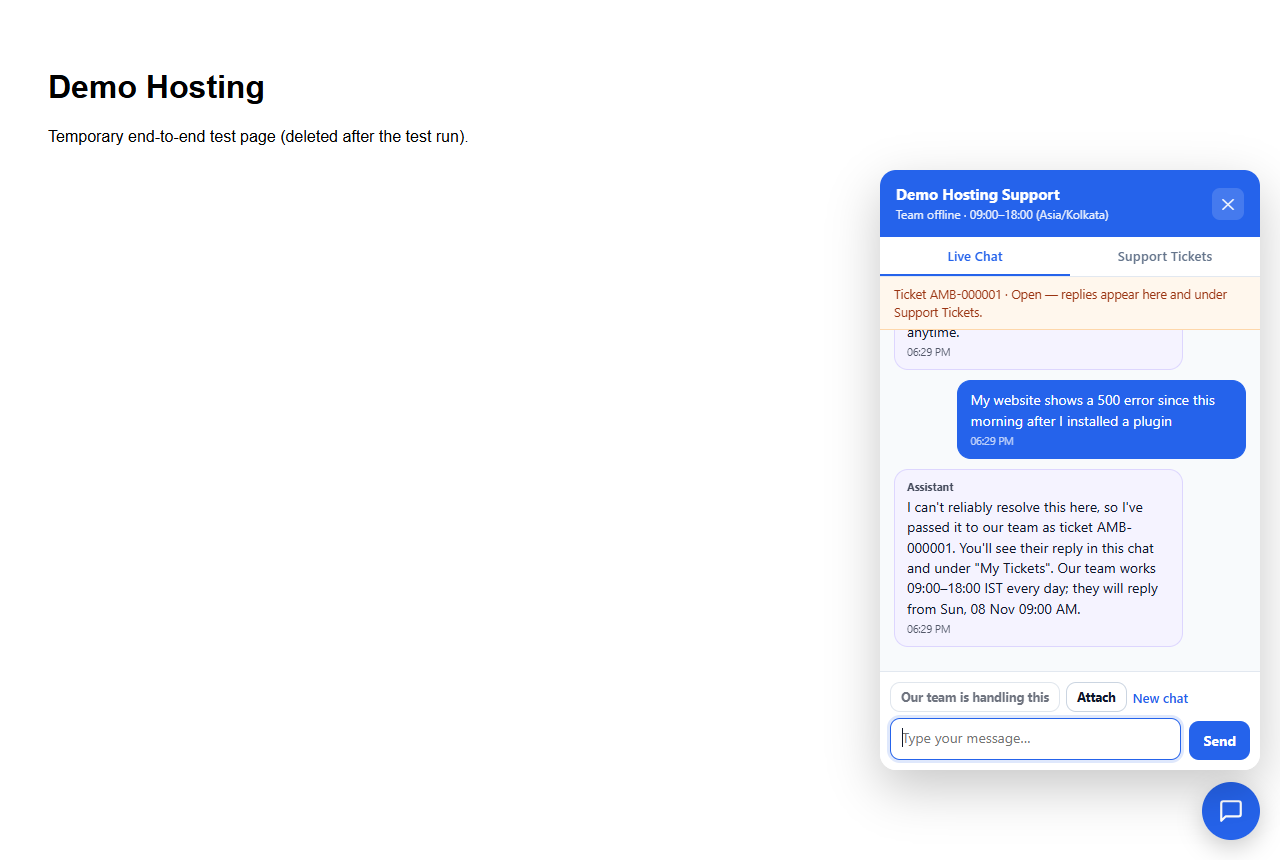 Demo Hosting
Temporary end-to-end test page (deleted after the test run).
Demo Hosting Support
Team offline · 09:00–18:00 (Asia/Kolkata)
Live Chat
Support Tickets
Ticket AMB-000001 · Open — replies appear here and under
Support Tickets.
anytime.
06:29 PM
My website shows a 500 error since this
morning after I installed a plugin
06:29 PM
Assistant
I can't reliably resolve this here, so I've
passed it to our team as ticket AMB-
000001. You'll see their reply in this chat
and under "My Tickets". Our team works
09:00–18:00 IST every day; they will reply
from Sun, 08 Nov 09:00 AM.
06:29 PM
Our team is handling this
Attach
New chat
Type your message...
Send